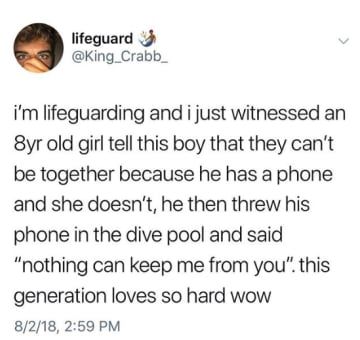 lifeguard
@King_Crabb_
i'm lifeguarding and i just witnessed an
8yr old girl tell this boy that they can't
be together because he has a phone
and she doesn't, he then threw his
phone in the dive pool and said
“nothing can keep me from you”. this
generation loves so hard wow
8/2/18, 2:59 PM